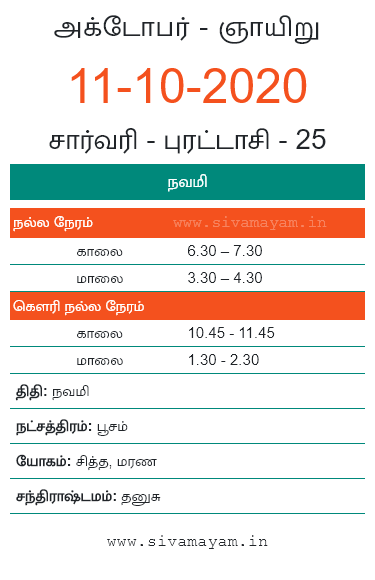 அக்டோபர் - ஞாயிறு
11-10-2020
சார்வரி - புரட்டாசி - 25
நவமி
நல்ல நேரம் www.sivamayam.in
காலை 6.30 – 7.30
மாலை 3.30 – 4.30
கௌரி நல்ல நேரம்
காலை 10.45 - 11.45
மாலை 1.30 - 2.30
திதி: நவமி
நட்சத்திரம்: பூசம்
யோகம்: சித்த, மரண
சந்திராஷ்டமம்: தனுசு
www.sivamayam.in